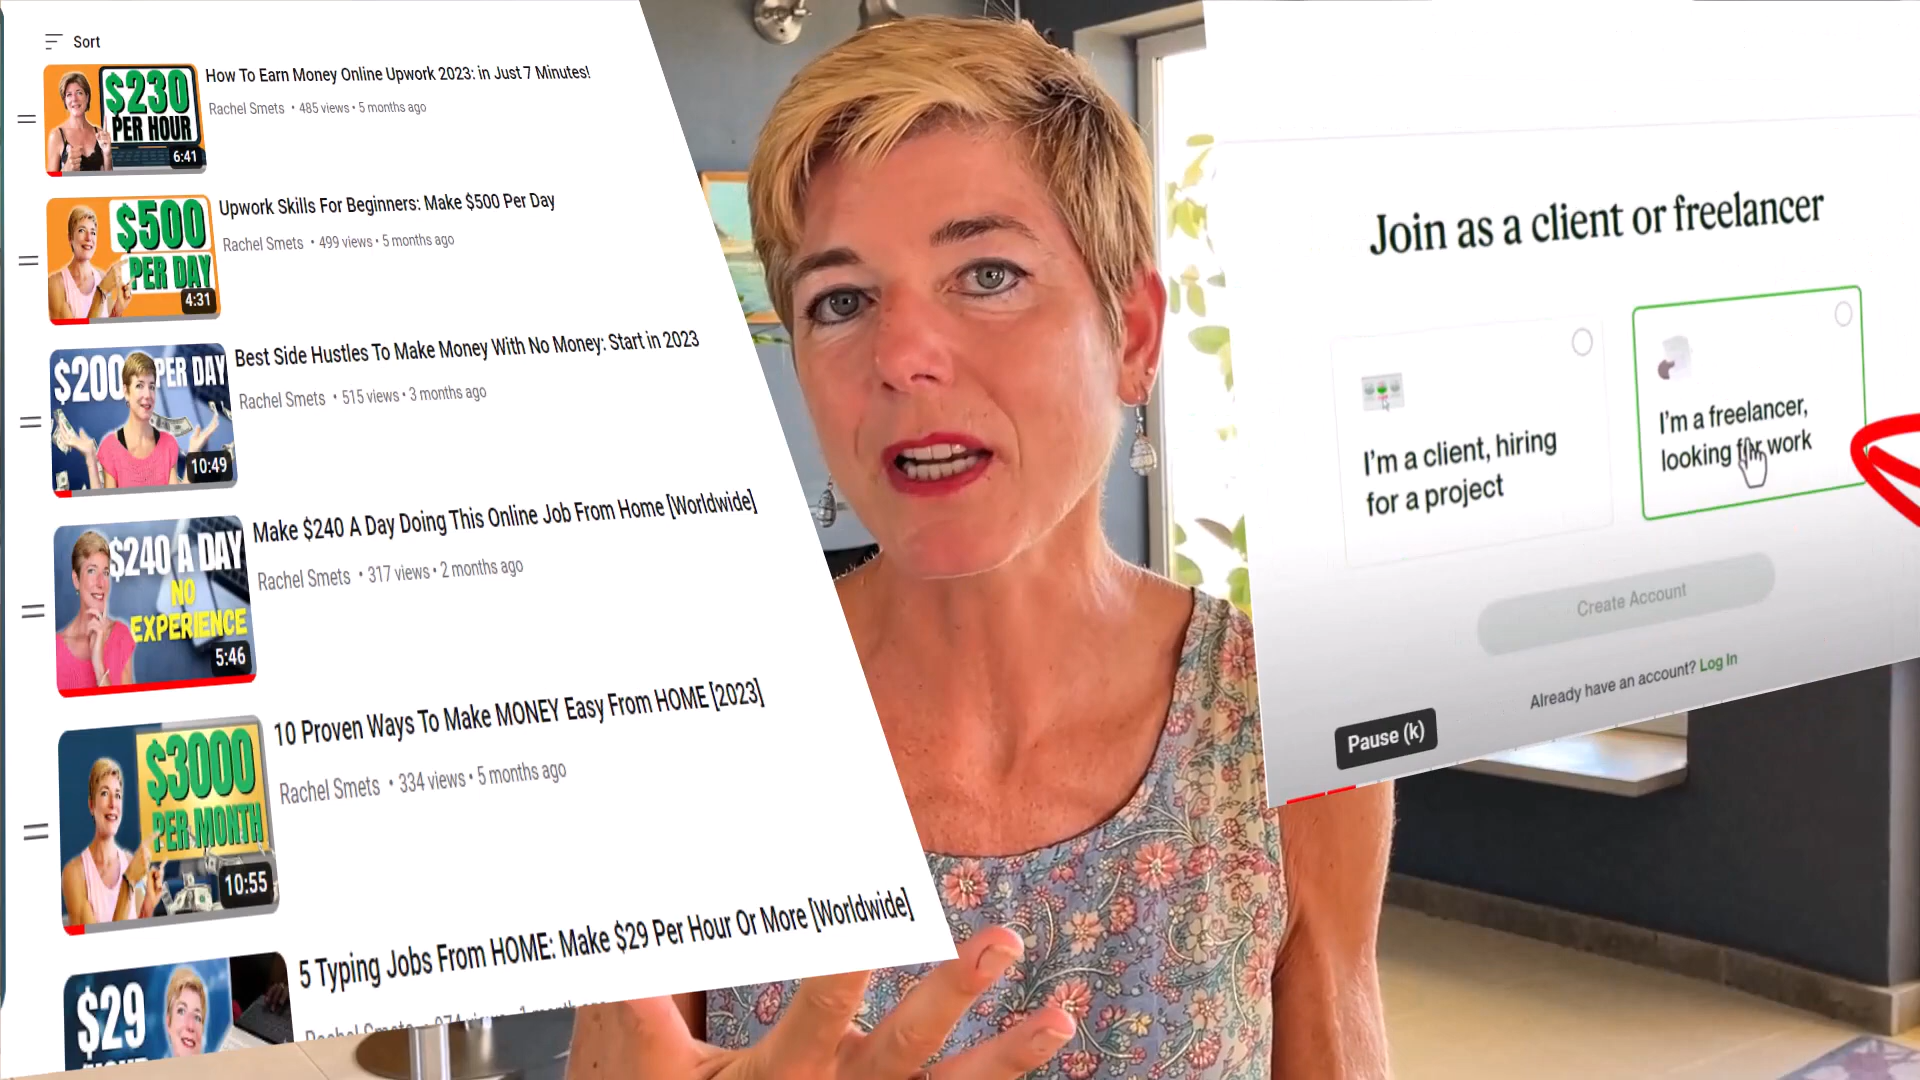 Sort
$230
PER HOUR
6:41
How To Earn Money Online Upwork 2023: in Just 7 Minutes!
Rachel Smets • 485 views • 5 months ago
$500
PER DAY
4:31
Upwork Skills For Beginners: Make $500 Per Day
Rachel Smets • 499 views • 5 months ago
$200 PER DAY
10:49
Best Side Hustles To Make Money With No Money: Start in 2023
Rachel Smets • 515 views • 3 months ago
$240 A DAY
NO
EXPERIENCE
5:46
Make $240 A Day Doing This Online Job From Home [Worldwide]
Rachel Smets • 317 views • 2 months ago
$3000
PER MONTH
10:55
10 Proven Ways To Make MONEY Easy From HOME [2023]
Rachel Smets • 334 views • 5 months ago
$29
5 Typing Jobs From HOME: Make $29 Per Hour Or More [Worldwide]
Rachel Smets
Join as a client or freelancer
I'm a client, hiring
for a project
I'm a freelancer,
looking for work
Create Account
Already have an account? Log In
Pause (k)